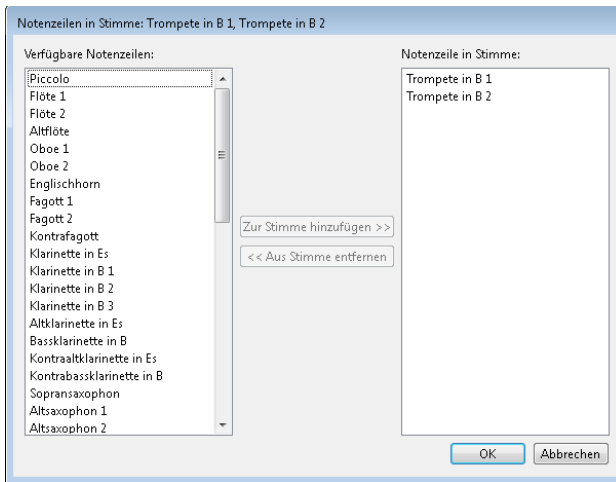 Notenzeilen in Stimme: Trompete in B 1, Trompete in B 2
Verfügbare Notenzeilen:
Piccolo
Flöte 1
Flöte 2
Altflöte
Oboe 1
Oboe 2
Englischhorn
Fagott 1
Fagott 2
Kontrafagott
Klarinette in Es
Klarinette in B 1
Klarinette in B 2
Klarinette in B 3
Altklarinette in Es
Bassklarinette in B
Kontraaltklarinette in Es
Kontrabassklarinette in B
Sopransaxophon
Altsaxophon 1
Altsaxophon 2
Zur Stimme hinzufügen >>
<< Aus Stimme entfernen
Notenzeile in Stimme:
Trompete in B 1
Trompete in B 2
OK
Abbrechen